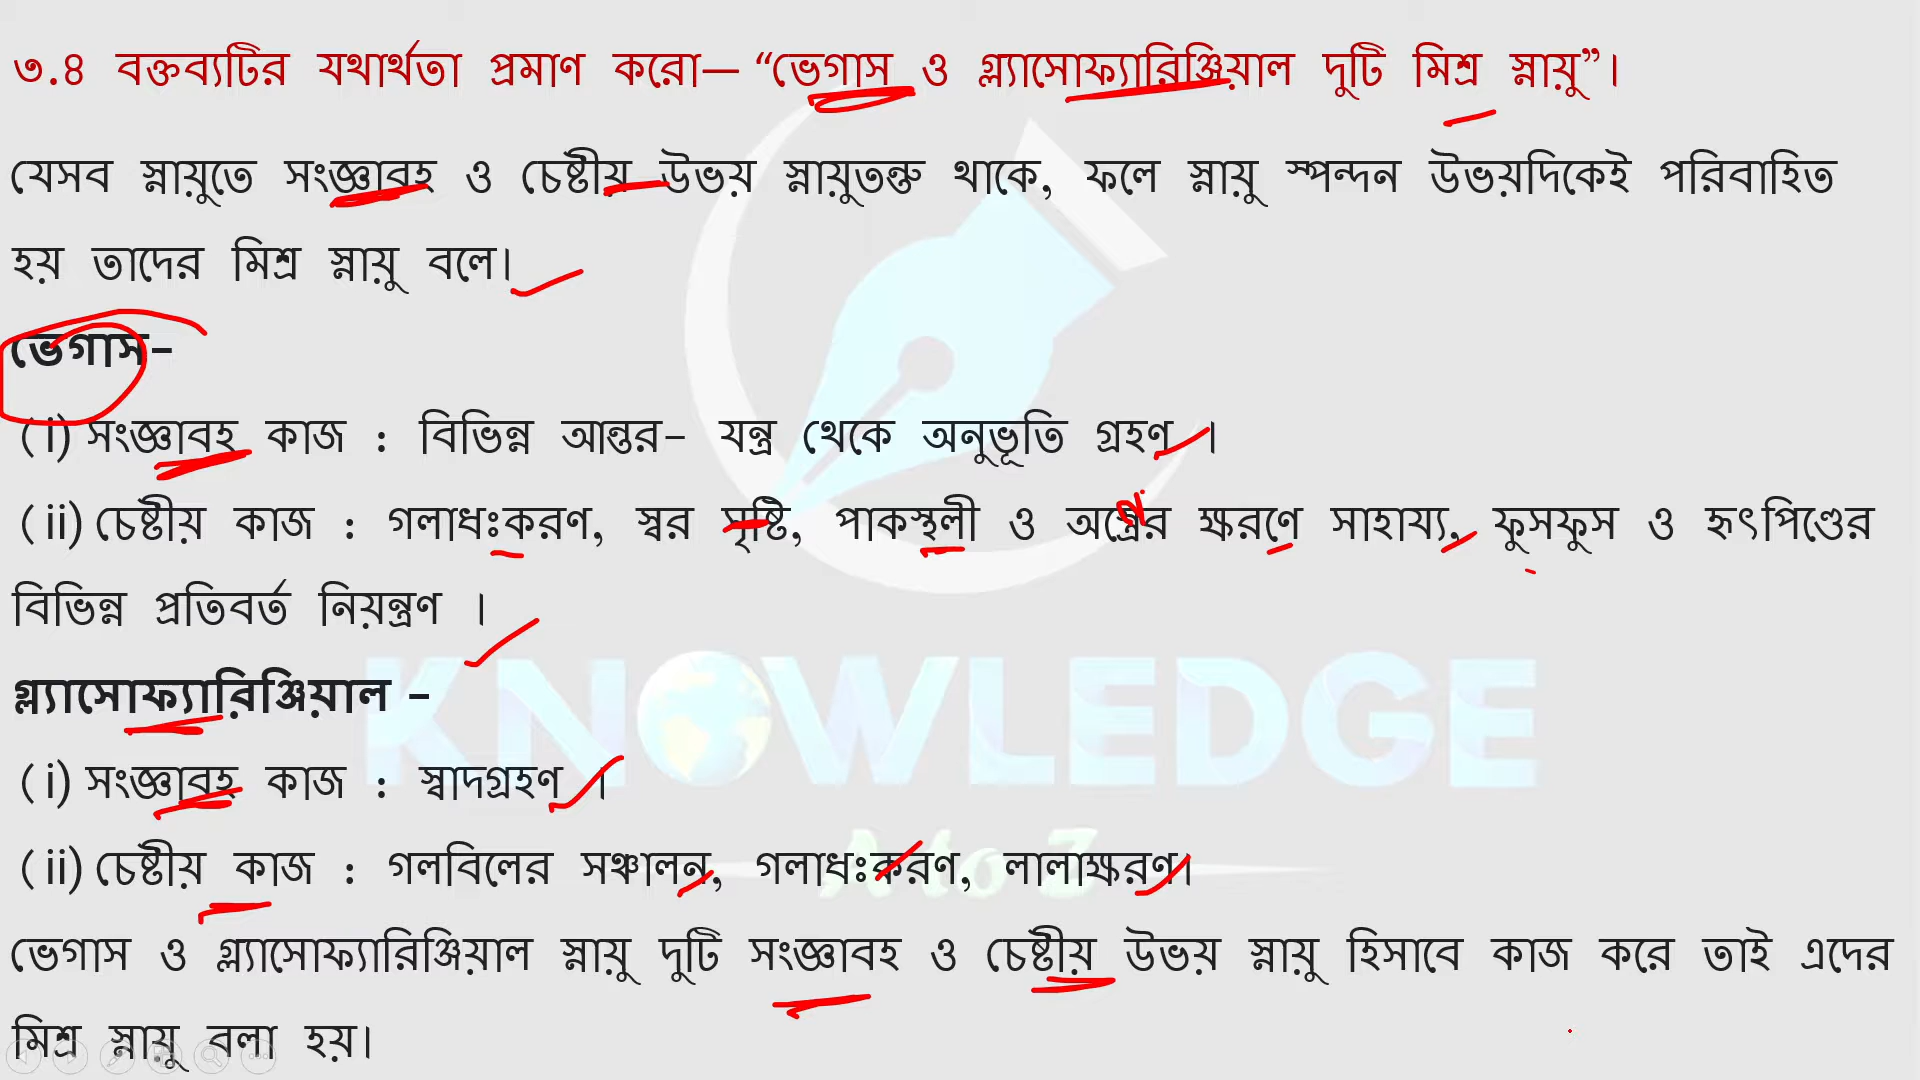 ৩.৪ বক্তব্যটির যথার্থতা প্রমাণ করো— “ভেগাস ও গ্ল্যাসোফ্যারিঞ্জিয়াল দুটি মিশ্র স্নায়ু”।
যেসব স্নায়ুতে সংজ্ঞাবহ ও চেষ্টীয় উভয় স্নায়ুতন্তু থাকে, ফলে স্নায়ু স্পন্দন উভয়দিকেই পরিবাহিত
হয় তাদের মিশ্র স্নায়ু বলে।
ভেগাস–
(i) সংজ্ঞাবহ কাজ : বিভিন্ন আন্তর– যন্ত্র থেকে অনুভূতি গ্রহণ ।
(ii) চেষ্টীয় কাজ : গলাধঃকরণ, স্বর সৃষ্টি, পাকস্থলী ও অন্ত্রের ক্ষরণে সাহায্য, ফুসফুস ও হৃৎপিণ্ডের
বিভিন্ন প্রতিবর্ত নিয়ন্ত্রণ ।
গ্ল্যাসোফ্যারিঞ্জিয়াল –
(i) সংজ্ঞাবহ কাজ : স্বাদগ্রহণ ।
(ii) চেষ্টীয় কাজ : গলবিলের সঞ্চালন, গলাধঃকরণ, লালাক্ষরণ।
ভেগাস ও গ্ল্যাসোফ্যারিঞ্জিয়াল স্নায়ু দুটি সংজ্ঞাবহ ও চেষ্টীয় উভয় স্নায়ু হিসাবে কাজ করে তাই এদের
মিশ্র স্নায়ু বলা হয়।
KNOWLEDGE
A to Z